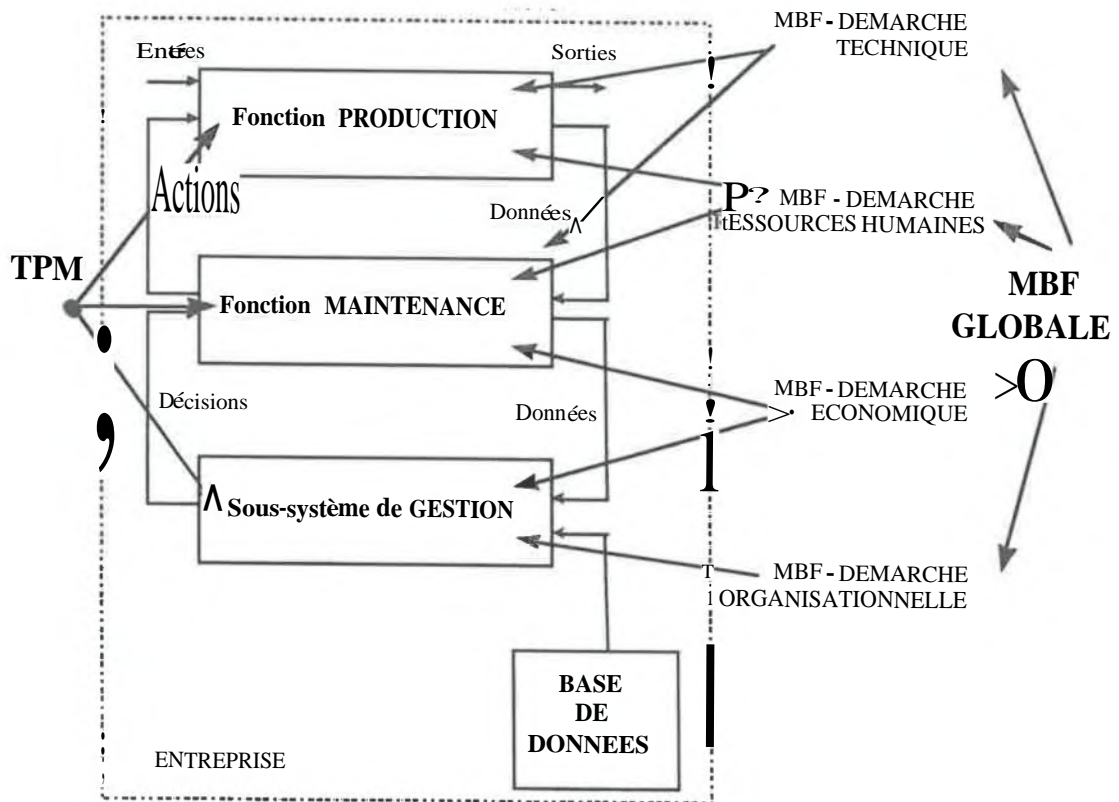 MBF - DEMARCHE
TECHNIQUE
Entrées
Sorties
Fonction PRODUCTION
Actions
Données
MBF - DEMARCHE
RESSOURCES HUMAINES
TPM
Fonction MAINTENANCE
MBF
GLOBALE
Décisions
Données
MBF - DEMARCHE
ECONOMIQUE
Sous-système de GESTION
MBF - DEMARCHE
ORGANISATIONNELLE
BASE
DE
DONNEES
ENTREPRISE